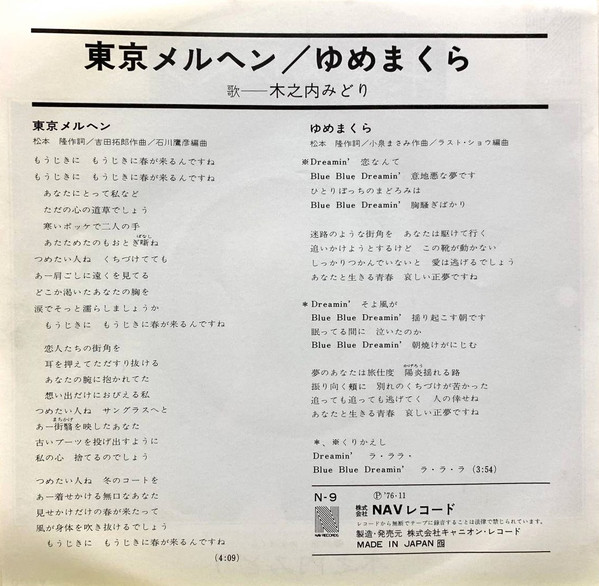 東京メルヘン／ゆめまくら
歌──木之内みどり
東京メルヘン
松本　隆作詞／吉田拓郎作曲／石川鷹彦編曲
もうじきに　もうじきに春が来るんですね
もうじきに　もうじきに春が来るんですね
あなたにとって私など
ただの心の道草でしょう
寒いポッケで二人の手
あたためたのもおとぎ噺ね
つめたい人ね　くちづけてても
あー肩ごしに遠くを見てる
どこか渇いたあなたの胸を
涙でそっと濡らしましょうか
もうじきに　もうじきに春が来るんですね
恋人たちの街角を
耳を押えてただすり抜ける
あなたの腕に抱かれてた
想い出だけにおびえる私
つめたい人ね　サングラスへと
あー街翳を映したあなた
古いブーツを投げ出すように
私の心　捨てるのでしょう
つめたい人ね　冬のコートを
あー着せかける無口なあなた
見せかけだけの春が来たって
風が身体を吹き抜けるでしょう
もうじきに　もうじきに春が来るんですね
(4:09)
ゆめまくら
松本　隆作詞／小泉まさみ作曲／ラスト・ショウ編曲
※Dreamin'　恋なんて
Blue Blue Dreamin'　意地悪な夢です
ひとりぼっちのまどろみは
Blue Blue Dreamin'　胸騒ぎばかり
迷路のような街角を　あなたは駆けて行く
追いかけようとするけど　この靴が動かない
しっかりつかんでいないと　愛は逃げるでしょう
あなたと生きる青春　哀しい正夢ですね
＊Dreamin'　そよ風が
Blue Blue Dreamin'　揺り起こす朝です
眠ってる間に　泣いたのか
Blue Blue Dreamin'　朝焼けがにじむ
夢のあなたは旅仕度　陽炎揺れる路
振り向く頬に　別れのくちづけが苦かった
追っても追っても逃げてく　人の倖せね
あなたと生きる青春　哀しい正夢ですね
＊、※くりかえし
Dreamin'　ラ・ララ・
Blue Blue Dreamin'　ラ・ラ・ラ (3:54)
N-9
Ⓟ '76・11
NAV RECORDS
株式会社 NAVレコード
レコードから無断でテープに録音することは法律で禁じられています。
製造・発売元　株式会社キャニオン・レコード
MADE IN JAPAN